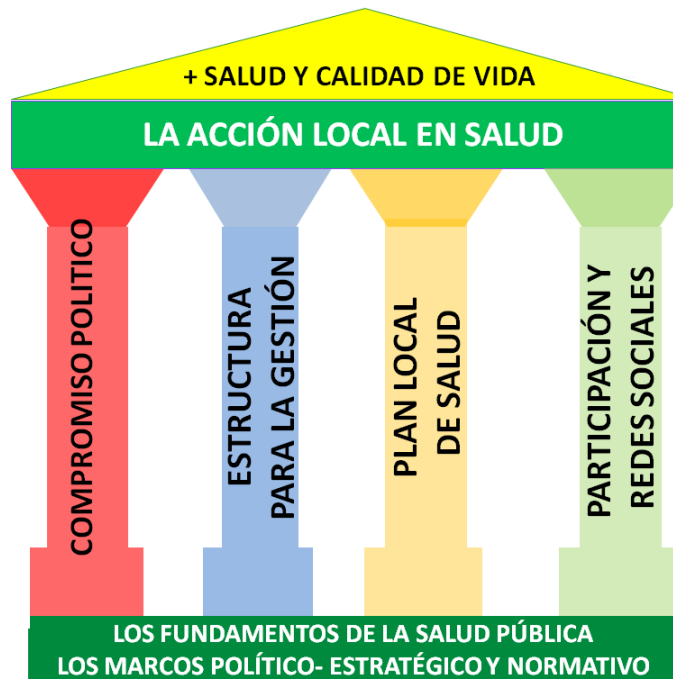 + SALUD Y CALIDAD DE VIDA
LA ACCIÓN LOCAL EN SALUD
COMPROMISO POLITICO
ESTRUCTURA
PARA LA GESTIÓN
PLAN LOCAL
DE SALUD
PARTICIPACIÓN Y
REDES SOCIALES
LOS FUNDAMENTOS DE LA SALUD PÚBLICA
LOS MARCOS POLÍTICO- ESTRATÉGICO Y NORMATIVO